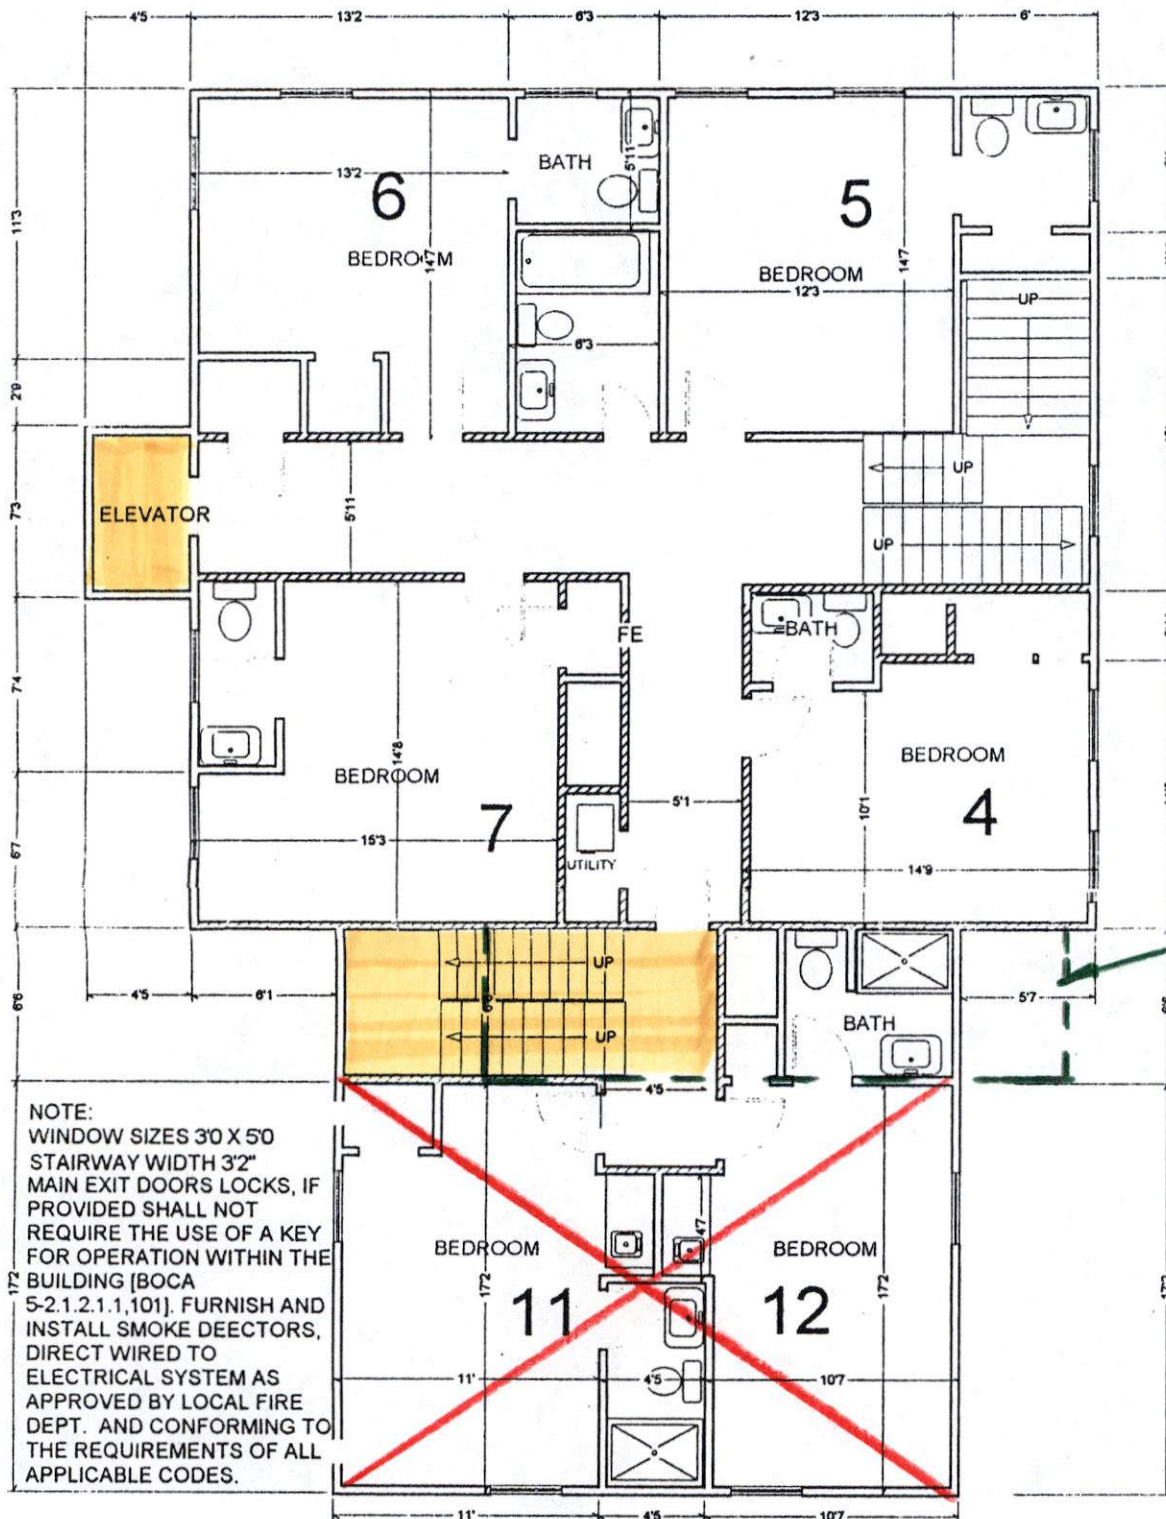 4'5 13'2 6'3 12'3 6'
11'3
2'9
7'3
7'4
6'7
6'6
17'2
6
BEDROOM
13'2
14'7
BATH
5'11
6'3
5
BEDROOM
12'3
14'7
UP
UP
UP
ELEVATOR
5'11
FE
BATH
BEDROOM
14'8
15'3
7
UTILITY
5'1
BEDROOM
10'1
4
14'9
4'5 6'1
UP
6'6
UP
BATH
5'7
6'6
4'5
NOTE:
WINDOW SIZES 3'0 X 5'0
STAIRWAY WIDTH 3'2"
MAIN EXIT DOORS LOCKS, IF
PROVIDED SHALL NOT
REQUIRE THE USE OF A KEY
FOR OPERATION WITHIN THE
BUILDING [BOCA
5-2.1.2.1.1,101]. FURNISH AND
INSTALL SMOKE DEECTORS,
DIRECT WIRED TO
ELECTRICAL SYSTEM AS
APPROVED BY LOCAL FIRE
DEPT. AND CONFORMING TO
THE REQUIREMENTS OF ALL
APPLICABLE CODES.
BEDROOM
11
17'2
4'7
BEDROOM
12
17'2
11' 4'5 10'7
11' 4'5 10'7